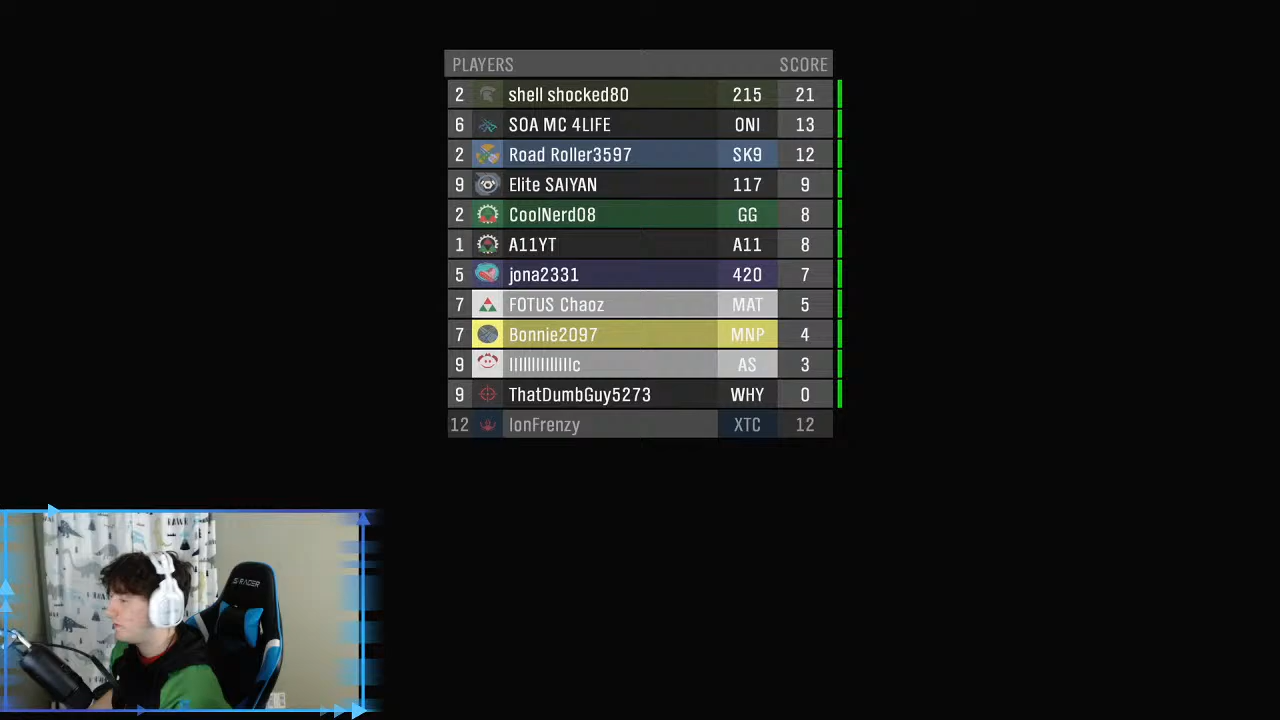 PLAYERS SCORE
2 shell shocked80 215 21
6 SOA MC 4LIFE ONI 13
2 Road Roller3597 SK9 12
9 Elite SAIYAN 117 9
2 CoolNerd08 GG 8
1 A11YT A11 8
5 jona2331 420 7
7 FOTUS Chaoz MAT 5
7 Bonnie2097 MNP 4
9 AS 3
9 ThatDumbGuy5273 WHY 0
12 IonFrenzy XTC 12
S-RACER